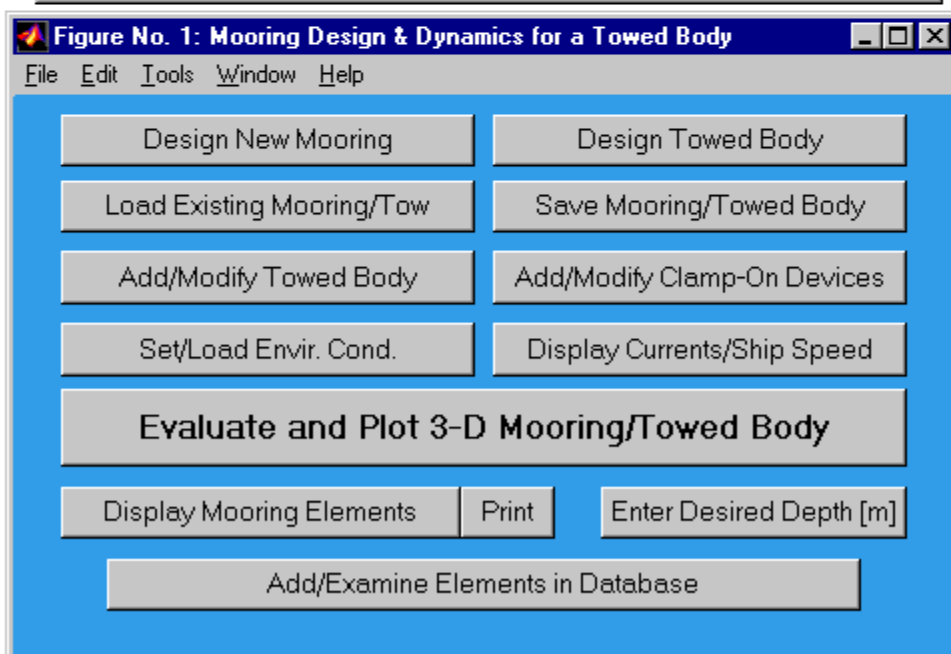 Figure No. 1: Mooring Design & Dynamics for a Towed Body
File Edit Tools Window Help
Design New Mooring Design Towed Body
Load Existing Mooring/Tow Save Mooring/Towed Body
Add/Modify Towed Body Add/Modify Clamp-On Devices
Set/Load Envir. Cond. Display Currents/Ship Speed
Evaluate and Plot 3-D Mooring/Towed Body
Display Mooring Elements Print Enter Desired Depth [m]
Add/Examine Elements in Database